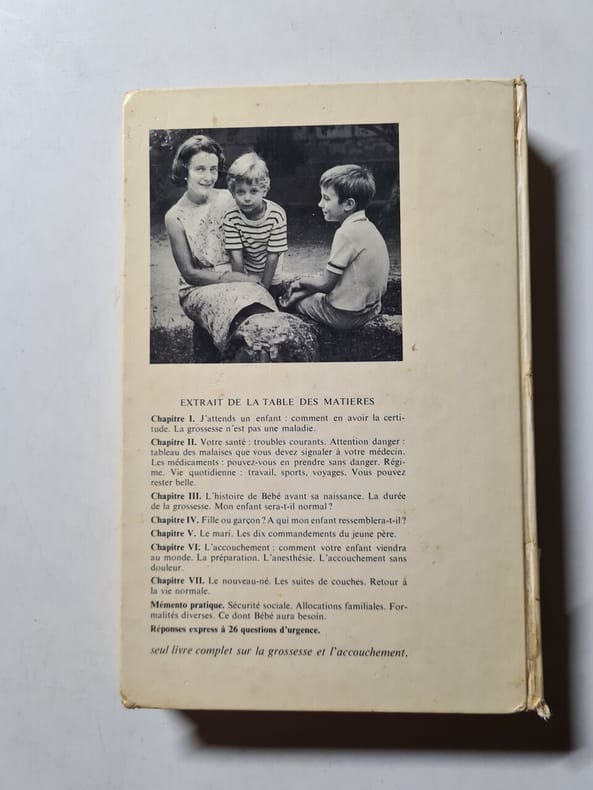 EXTRAIT DE LA TABLE DES MATIERES
Chapitre I. J'attends un enfant : comment en avoir la certi-
tude. La grossesse n'est pas une maladie.
Chapitre II. Votre santé : troubles courants. Attention danger :
tableau des malaises que vous devez signaler à votre médecin.
Les médicaments : pouvez-vous en prendre sans danger. Régi-
me. Vie quotidienne : travail, sports, voyages. Vous pouvez
rester belle.
Chapitre III. L'histoire de Bébé avant sa naissance. La durée
de la grossesse. Mon enfant sera-t-il normal ?
Chapitre IV. Fille ou garçon ? A qui mon enfant ressemblera-t-il ?
Chapitre V. Le mari. Les dix commandements du jeune père.
Chapitre VI. L'accouchement : comment votre enfant viendra
au monde. La préparation. L'anesthésie. L'accouchement sans
douleur.
Chapitre VII. Le nouveau-né. Les suites de couches. Retour à
la vie normale.
Mémento pratique. Sécurité sociale. Allocations familiales. For-
malités diverses. Ce dont Bébé aura besoin.
Réponses express à 26 questions d'urgence.
seul livre complet sur la grossesse et l'accouchement.